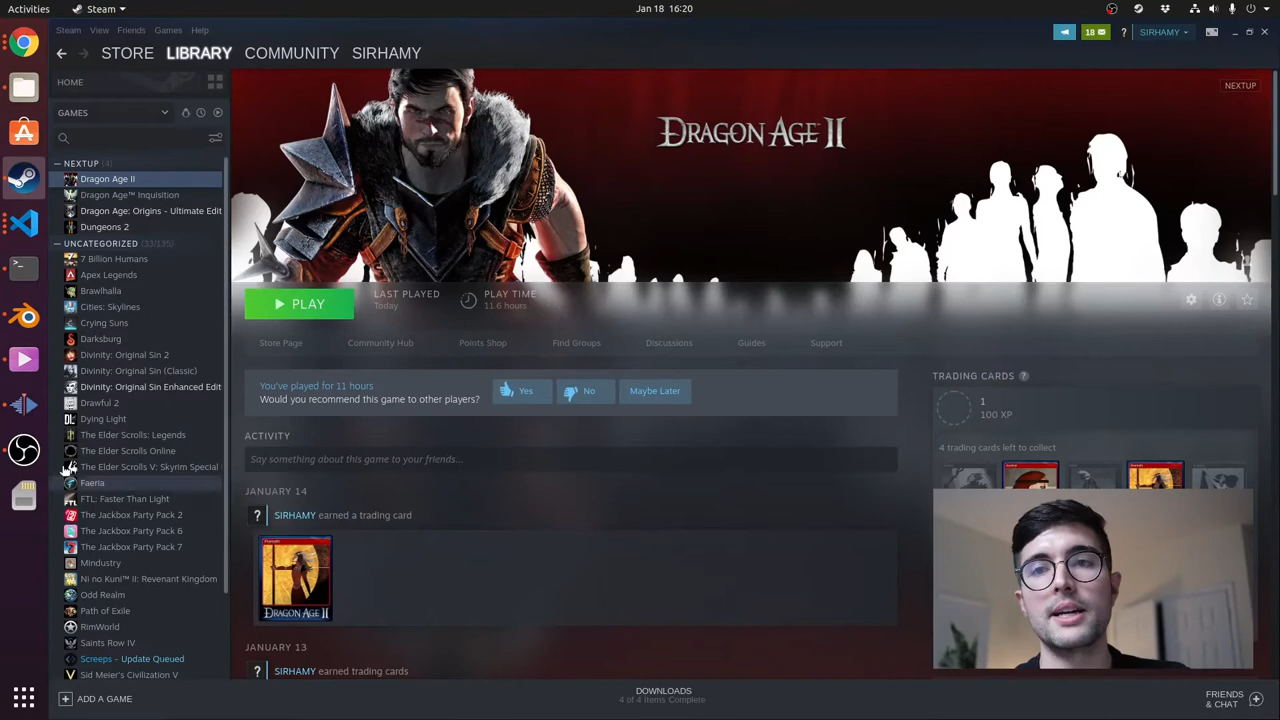 Activities
Steam
Jan 18 16:20
Steam View Friends Games Help
18
?
SIRHAMY
STORE LIBRARY COMMUNITY SIRHAMY
HOME
NEXTUP
GAMES
DRAGON AGE II
NEXTUP (4)
Dragon Age II
Dragon Age™ Inquisition
Dragon Age: Origins - Ultimate Edit
Dungeons 2
UNCATEGORIZED (33/135)
7 Billion Humans
Apex Legends
Brawlhalla
Cities: Skylines
Crying Suns
Darksburg
Divinity: Original Sin 2
Divinity: Original Sin (Classic)
Divinity: Original Sin Enhanced Edit
Drawful 2
Dying Light
The Elder Scrolls: Legends
The Elder Scrolls Online
The Elder Scrolls V: Skyrim Special
Faeria
FTL: Faster Than Light
The Jackbox Party Pack 2
The Jackbox Party Pack 6
The Jackbox Party Pack 7
Mindustry
Ni no Kuni™ II: Revenant Kingdom
Odd Realm
Path of Exile
RimWorld
Saints Row IV
Screeps - Update Queued
Sid Meier's Civilization V
PLAY
LAST PLAYED
Today
PLAY TIME
11.6 hours
Store Page
Community Hub
Points Shop
Find Groups
Discussions
Guides
Support
You've played for 11 hours
Would you recommend this game to other players?
Yes
No
Maybe Later
TRADING CARDS ?
1
100 XP
4 trading cards left to collect
ACTIVITY
Say something about this game to your friends...
JANUARY 14
? SIRHAMY earned a trading card
DRAGON AGE II
JANUARY 13
? SIRHAMY earned trading cards
ADD A GAME
DOWNLOADS
4 of 4 Items Complete
FRIENDS
& CHAT